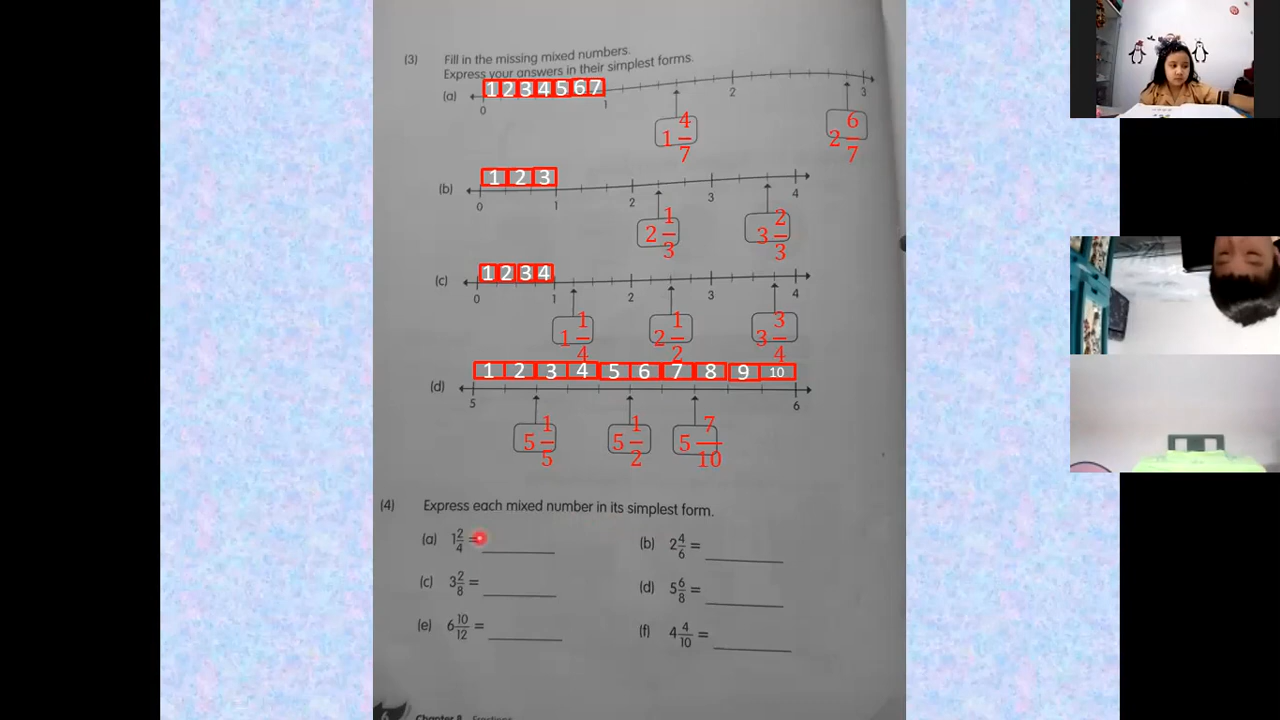 (3) Fill in the missing mixed numbers.
Express your answers in their simplest forms.
(a) 1 2 3 4 5 6 7
0 1 2 3
1 4/7 2 6/7
(b) 1 2 3
0 1 2 3 4
2 1/3 3 2/3
(c) 1 2 3 4
0 1 2 3 4
1 1/4 2 1/2 3 3/4
(d) 1 2 3 4 5 6 7 8 9 10
5 6
5 1/5 5 1/2 5 7/10
(4) Express each mixed number in its simplest form.
(a) 1 2/4 = (b) 2 4/6 =
(c) 3 2/8 = (d) 5 6/8 =
(e) 6 10/12 = (f) 4 4/10 =
6 Chapter 8 Fractions